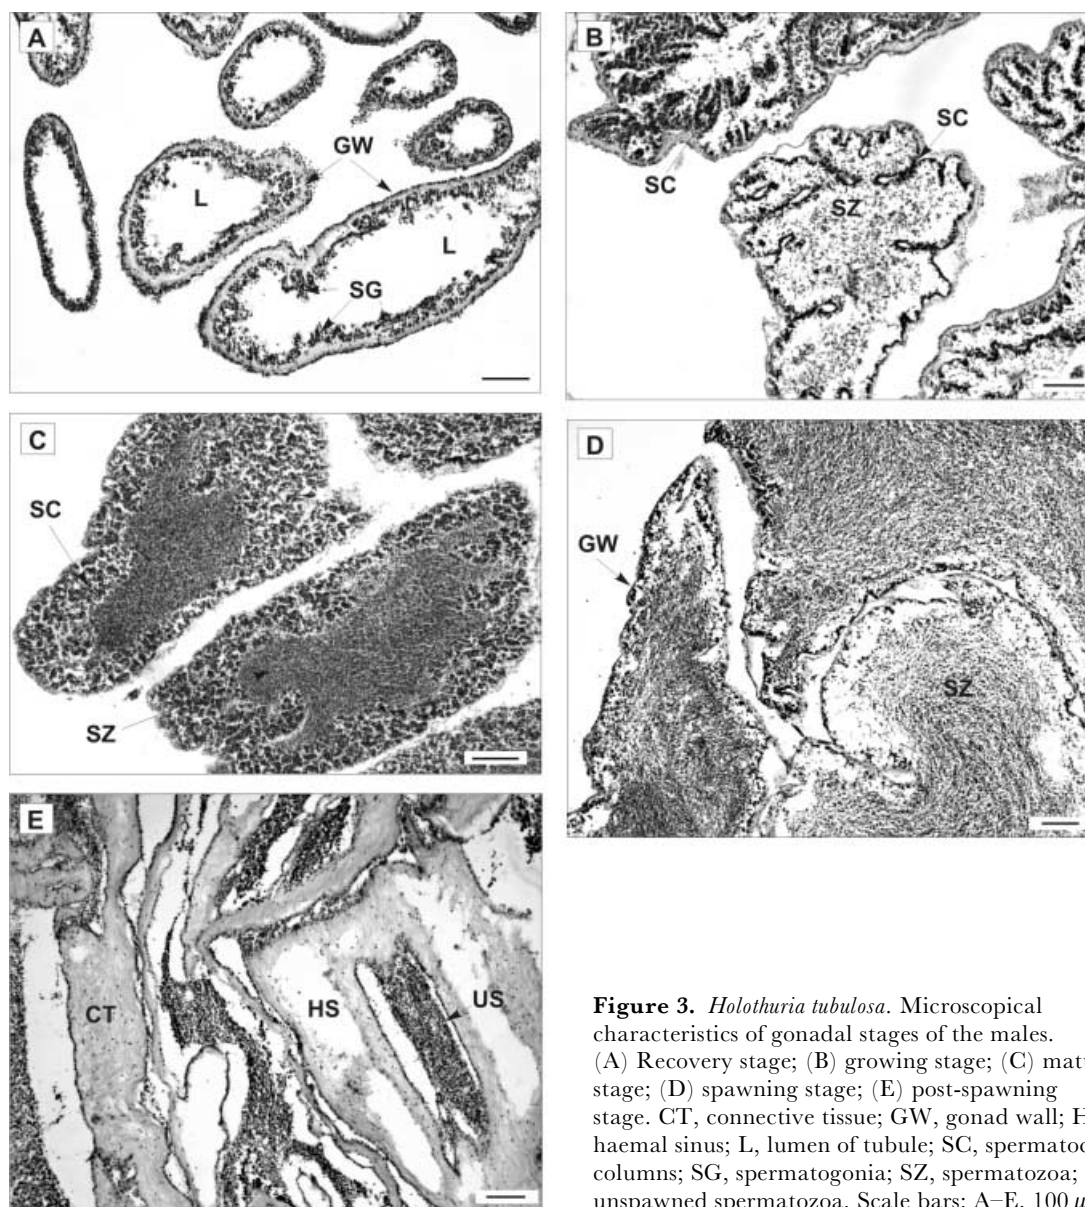 A
GW
L
L
SG
B
SC
SC
SZ
C
SC
SZ
D
GW
SZ
E
CT
HS
US
Figure 3. Holothuria tubulosa. Microscopical
characteristics of gonadal stages of the males.
(A) Recovery stage; (B) growing stage; (C)
stage; (D) spawning stage; (E) post-spawning
stage. CT, connective tissue; GW, gonad wall;
haemal sinus; L, lumen of tubule; SC,
columns; SG, spermatogonia; SZ, spermatozoa;
unspawned spermatozoa. Scale bars: A–E, 100